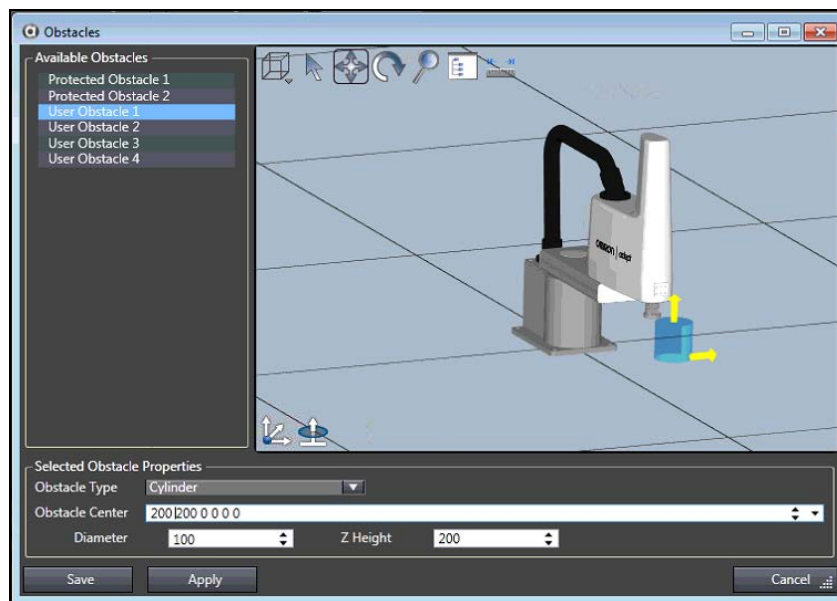 Obstacles
Available Obstacles
Protected Obstacle 1
Protected Obstacle 2
User Obstacle 1
User Obstacle 2
User Obstacle 3
User Obstacle 4
OMRON | adept
Selected Obstacle Properties
Obstacle Type Cylinder
Obstacle Center 200 200 0 0 0 0
Diameter 100 Z Height 200
Save Apply Cancel